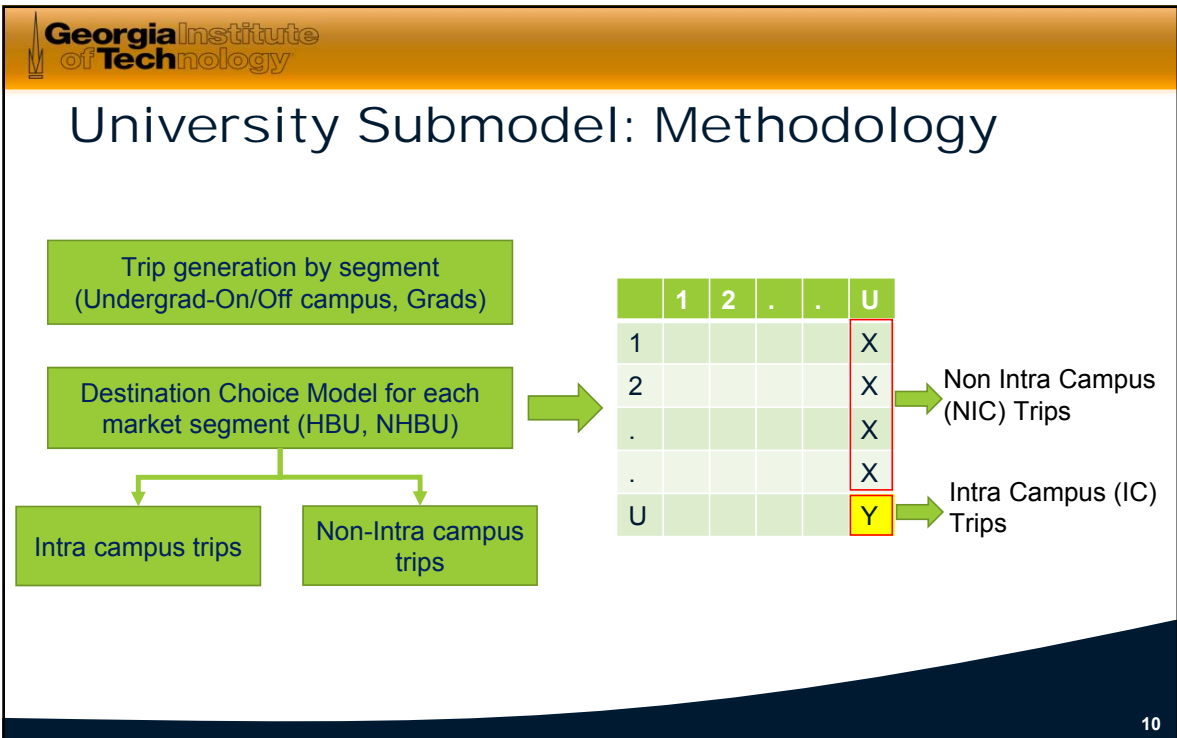 Georgia Institute
of Technology
University Submodel: Methodology
Trip generation by segment
(Undergrad-On/Off campus, Grads)
Destination Choice Model for each
market segment (HBU, NHBU)
Intra campus trips
Non-Intra campus
trips
1 2 . . U
1 X
2 X
. X
. X
U Y
Non Intra Campus
(NIC) Trips
Intra Campus (IC)
Trips
10